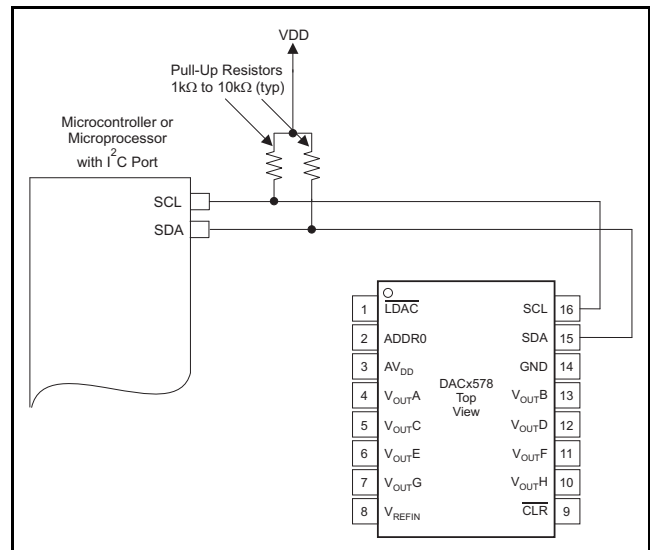 VDD
Pull-Up Resistors
1kΩ to 10kΩ (typ)
Microcontroller or
Microprocessor
with I²C Port
SCL
SDA
1 LDAC SCL 16
2 ADDR0 SDA 15
3 AVDD GND 14
DACx578
Top
View
4 VOUTA VOUTB 13
5 VOUTC VOUTD 12
6 VOUTE VOUTF 11
7 VOUTG VOUTH 10
8 VREFIN CLR 9